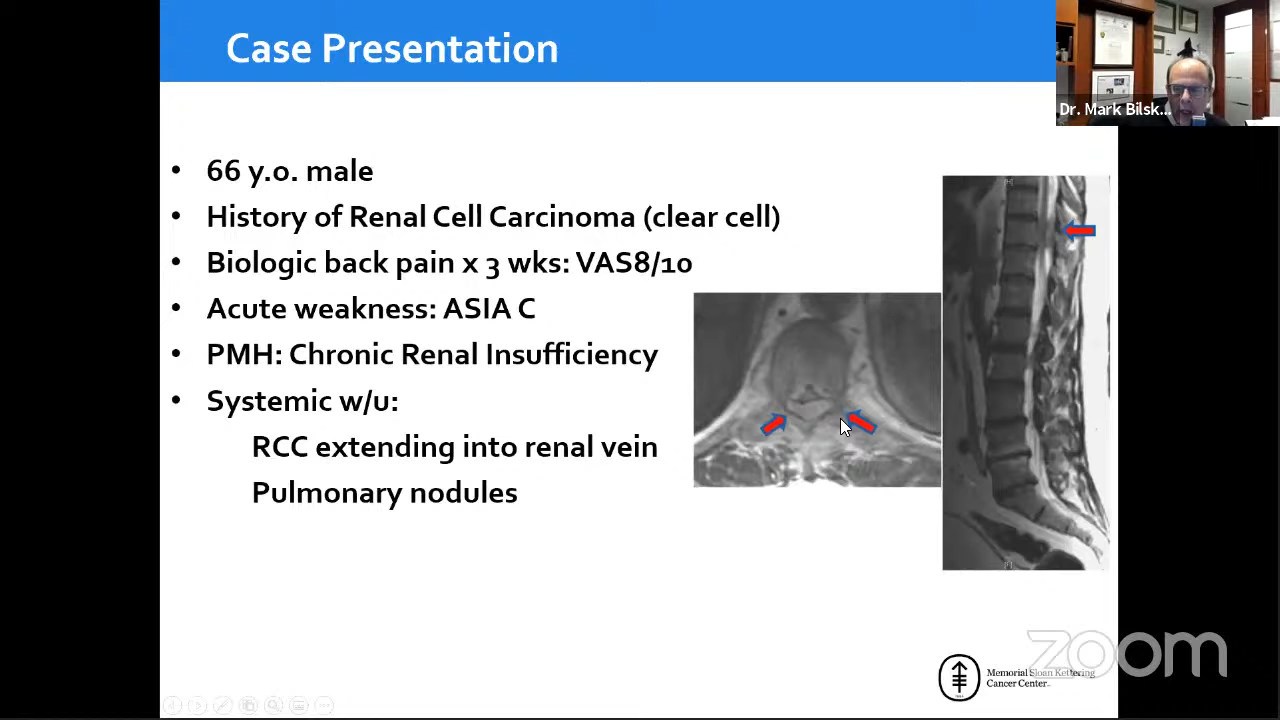 Case Presentation
Dr. Mark Bilsk...
• 66 y.o. male
• History of Renal Cell Carcinoma (clear cell)
• Biologic back pain x 3 wks: VAS8/10
• Acute weakness: ASIA C
• PMH: Chronic Renal Insufficiency
• Systemic w/u:
RCC extending into renal vein
Pulmonary nodules
zoom
Memorial Sloan Kettering
Cancer Center